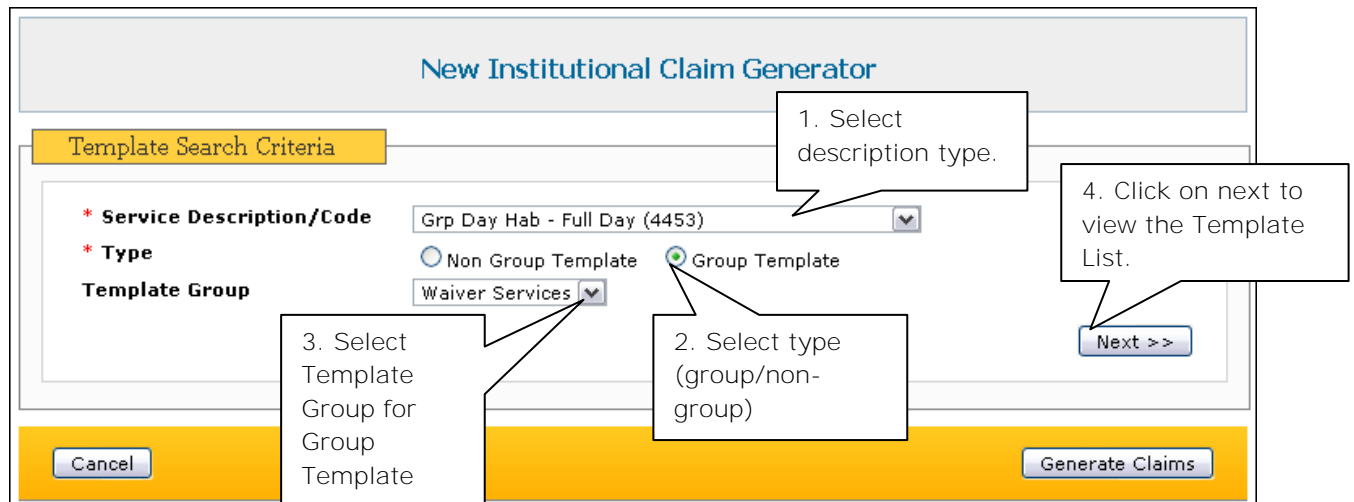 New Institutional Claim Generator
1. Select
description type.
Template Search Criteria
4. Click on next to
view the Template
List.
* Service Description/Code
Grp Day Hab - Full Day (4453)
* Type
Non Group Template
Group Template
Template Group
Waiver Services
3. Select
Template
Group for
Group
Template
2. Select type
(group/non-
group)
Next >>
Cancel
Generate Claims